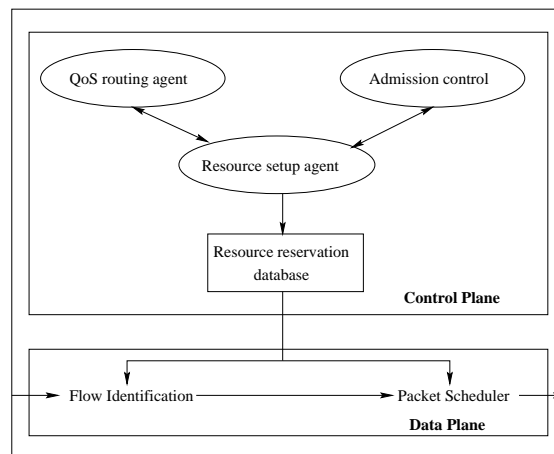 QoS routing agent
Admission control
Resource setup agent
Resource reservation
database
Control Plane
Flow Identification
Packet Scheduler
Data Plane